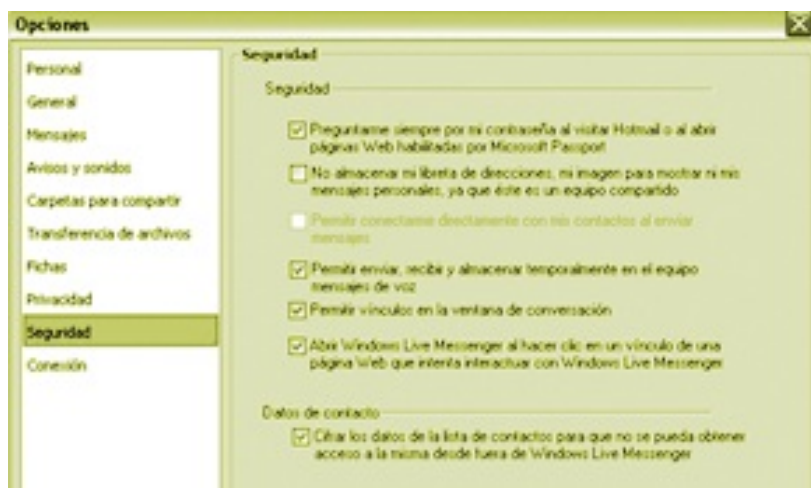 Opciones
Personal
General
Mensajes
Avisos y sonidos
Carpetas para compartir
Transferencia de archivos
Fichas
Privacidad
Seguridad
Conexión
Seguridad
Seguridad
Preguntarme siempre por mi contraseña al visitar Hotmail o al abrir
páginas Web habilitadas por Microsoft Passport
No almacenar mi libreta de direcciones, mi imagen para mostrar ni mis
mensajes personales, ya que éste es un equipo compartido
Permitir conectarme directamente con mis contactos al enviar
mensajes
Permitir enviar, recibir y almacenar temporalmente en el equipo
mensajes de voz
Permitir vínculos en la ventana de conversación
Abrir Windows Live Messenger al hacer clic en un vínculo de una
página Web que intenta interactuar con Windows Live Messenger
Datos de contacto
Cifrar los datos de la lista de contactos para que no se pueda obtener
acceso a la misma desde fuera de Windows Live Messenger